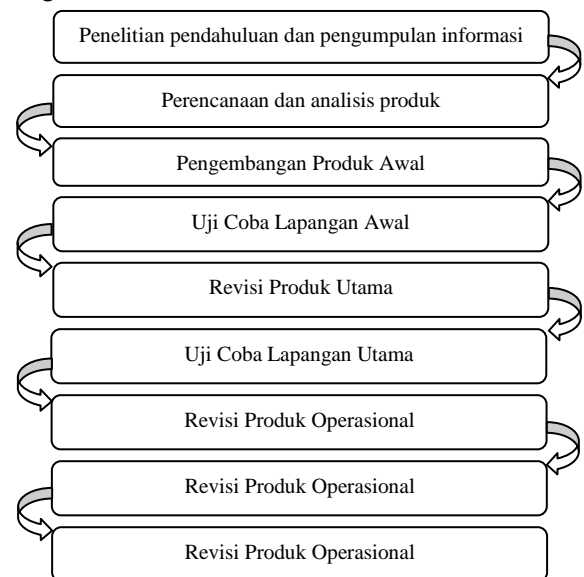 Penelitian pendahuluan dan pengumpulan informasi
Perencanaan dan analisis produk
Pengembangan Produk Awal
Uji Coba Lapangan Awal
Revisi Produk Utama
Uji Coba Lapangan Utama
Revisi Produk Operasional
Revisi Produk Operasional
Revisi Produk Operasional